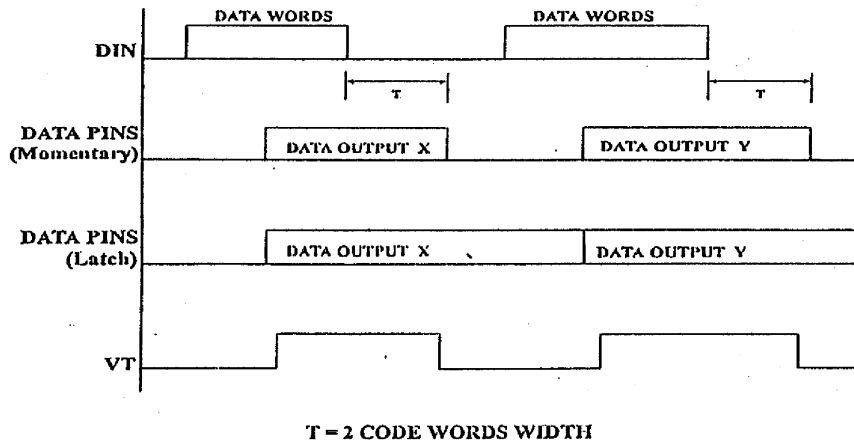 DATA WORDS DATA WORDS
DIN
T T
DATA PINS
(Momentary)
DATA OUTPUT X DATA OUTPUT Y
DATA PINS
(Latch)
DATA OUTPUT X DATA OUTPUT Y
VT
T = 2 CODE WORDS WIDTH